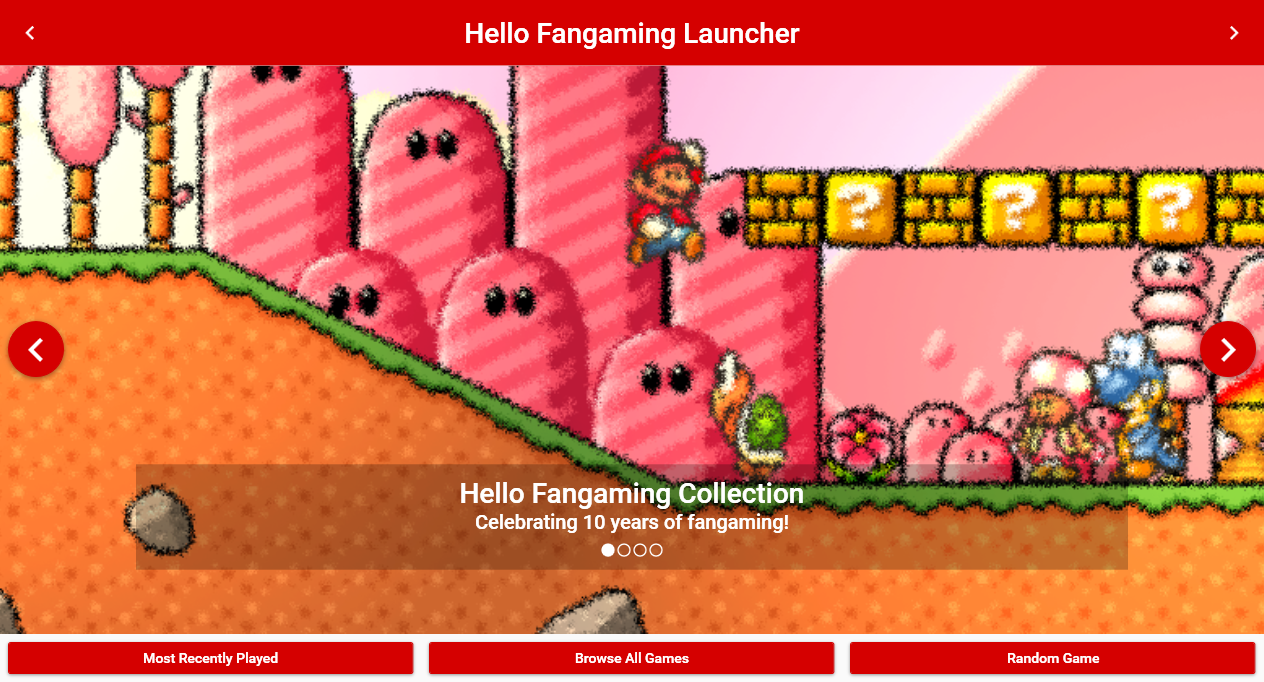 Hello Fangaming Launcher
? ? ?
Hello Fangaming Collection
Celebrating 10 years of fangaming!
Most Recently Played
Browse All Games
Random Game